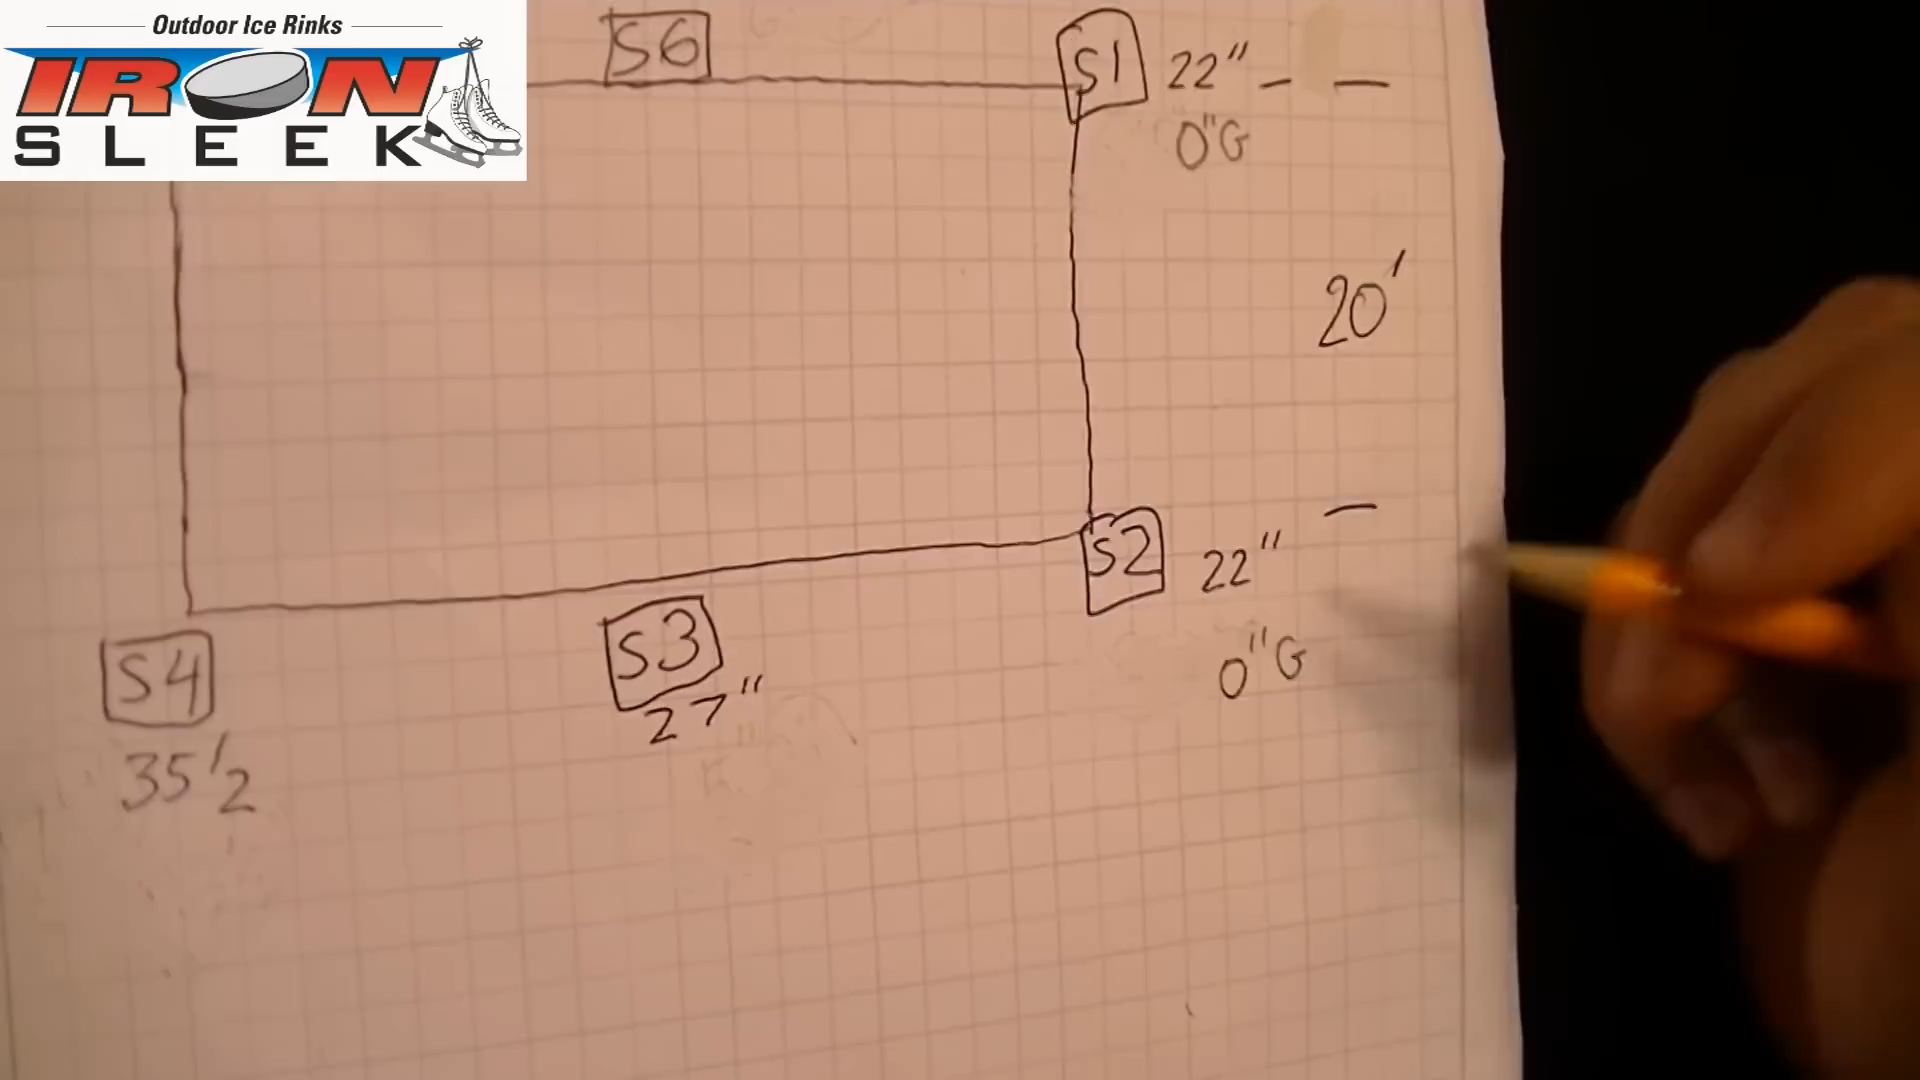 Outdoor Ice Rinks
IRON
SLEEK
S6
S1
22"
0"G
20'
S2
22"
0"G
S3
27"
S4
35 1/2